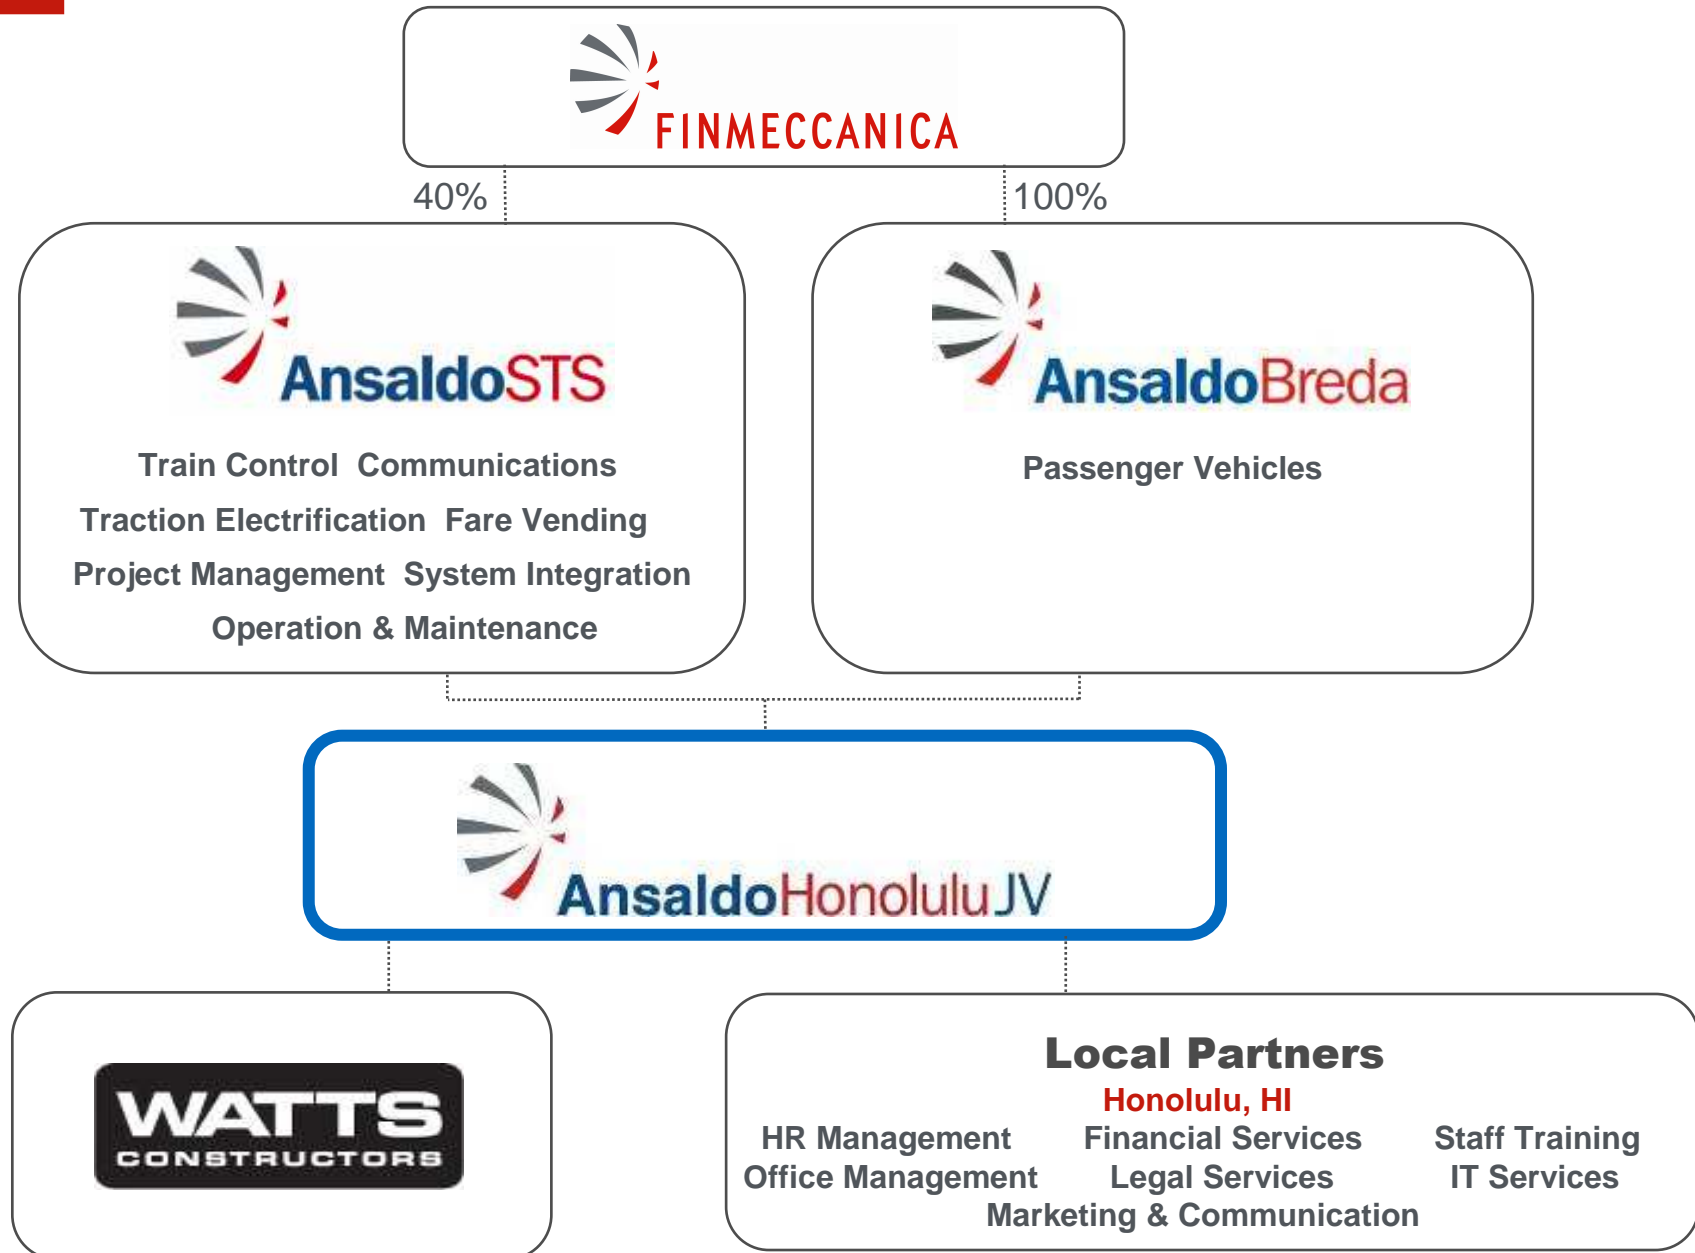 FINMECCANICA
40%
100%
AnsaldoSTS
Train Control  Communications
Traction Electrification  Fare Vending
Project Management  System Integration
Operation & Maintenance
AnsaldoBreda
Passenger Vehicles
AnsaldoHonolulu JV
WATTS
CONSTRUCTORS
Local Partners
Honolulu, HI
HR Management  Financial Services  Staff Training
Office Management  Legal Services  IT Services
Marketing & Communication